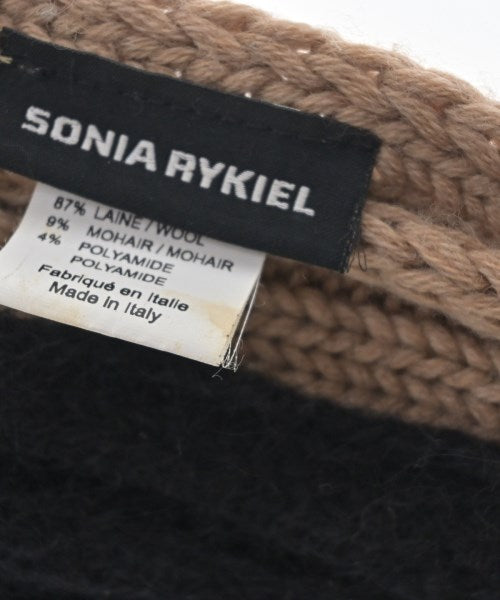 SONIA RYKIEL
87% LAINE / WOOL
9% MOHAIR / MOHAIR
4% POLYAMIDE
POLYAMIDE
Fabriqué en Italie
Made in Italy